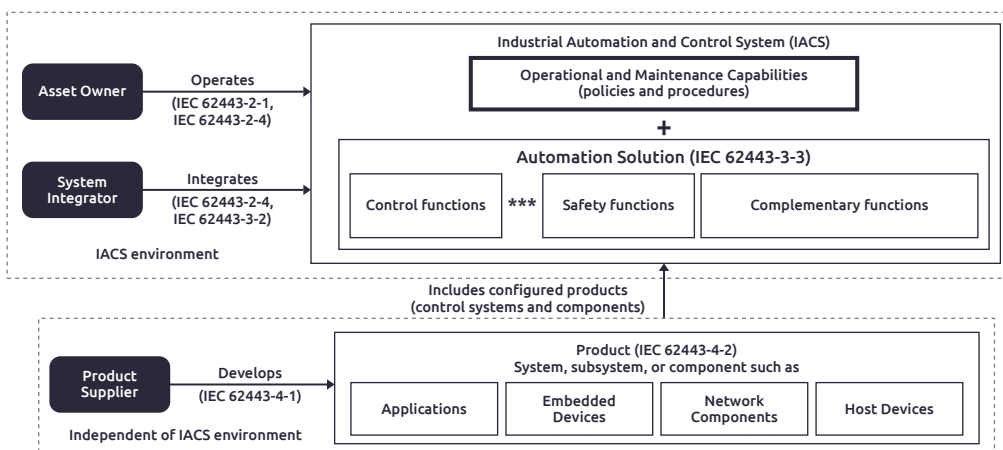 Industrial Automation and Control System (IACS)
Operational and Maintenance Capabilities
(policies and procedures)
Asset Owner
Operates
(IEC 62443-2-1,
IEC 62443-2-4)
+
Automation Solution (IEC 62443-3-3)
System
Integrator
Integrates
(IEC 62443-2-4,
IEC 62443-3-2)
Control functions
***
Safety functions
Complementary functions
IACS environment
Includes configured products
(control systems and components)
Product (IEC 62443-4-2)
System, subsystem, or component such as
Product
Supplier
Develops
(IEC 62443-4-1)
Applications
Embedded
Devices
Network
Components
Host Devices
Independent of IACS environment